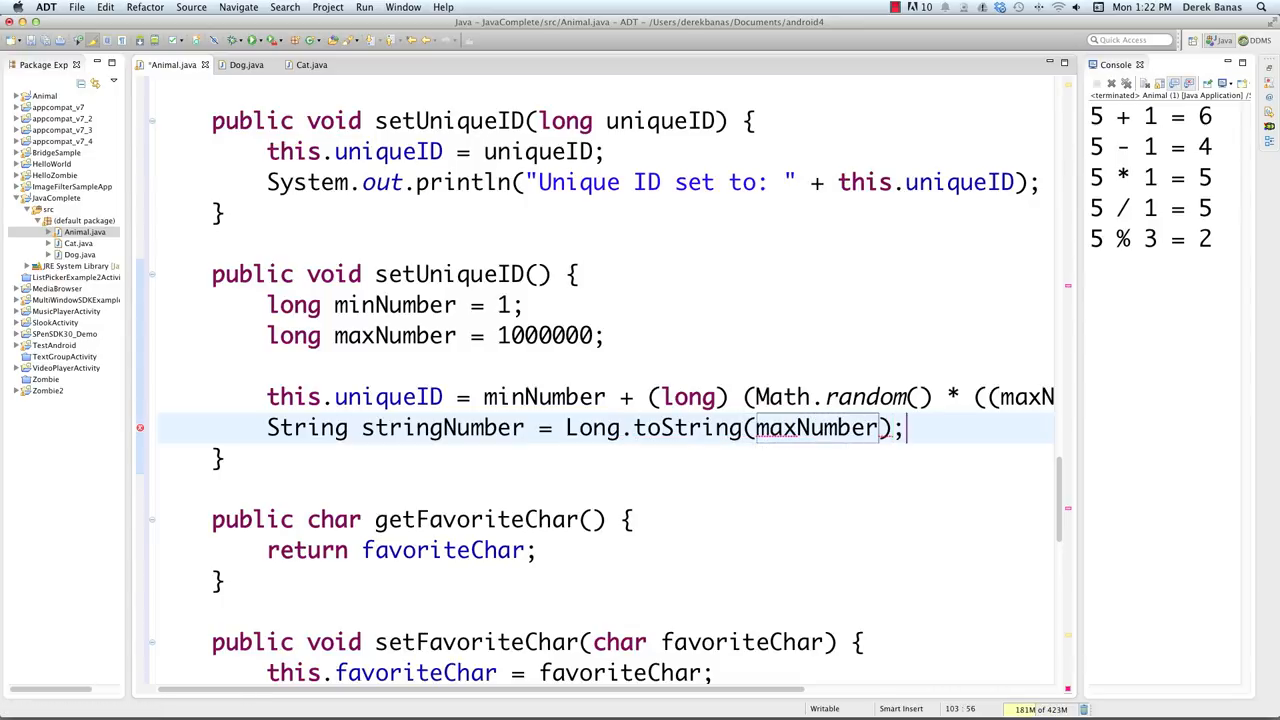 ADT File Edit Refactor Source Navigate Search Project Run Window Help 10 Mon 1:22 PM Derek Banas
Java – JavaComplete/src/Animal.java – ADT – /Users/derekbanas/Documents/android4
Quick Access Java DDMS
Package Exp
*Animal.java Dog.java Cat.java
Console
Animal
appcompat_v7
appcompat_v7_2
appcompat_v7_3
appcompat_v7_4
BridgeSample
HelloWorld
HelloZombie
ImageFilterSampleApp
JavaComplete
src
(default package)
Animal.java
Cat.java
Dog.java
JRE System Library [Ja
ListPickerExample2Activi
MediaBrowser
MultiWindowSDKExample
MusicPlayerActivity
SlookActivity
SPenSDK30_Demo
TestAndroid
TextGroupActivity
VideoPlayerActivity
Zombie
Zombie2
public void setUniqueID(long uniqueID) {
this.uniqueID = uniqueID;
System.out.println("Unique ID set to: " + this.uniqueID);
}
public void setUniqueID() {
long minNumber = 1;
long maxNumber = 1000000;
this.uniqueID = minNumber + (long) (Math.random() * ((maxN
String stringNumber = Long.toString(maxNumber);
}
public char getFavoriteChar() {
return favoriteChar;
}
public void setFavoriteChar(char favoriteChar) {
this.favoriteChar = favoriteChar;
<terminated> Animal (1) [Java Application] /S
5 + 1 = 6
5 - 1 = 4
5 * 1 = 5
5 / 1 = 5
5 % 3 = 2
Writable Smart Insert 103 : 56 181M of 423M